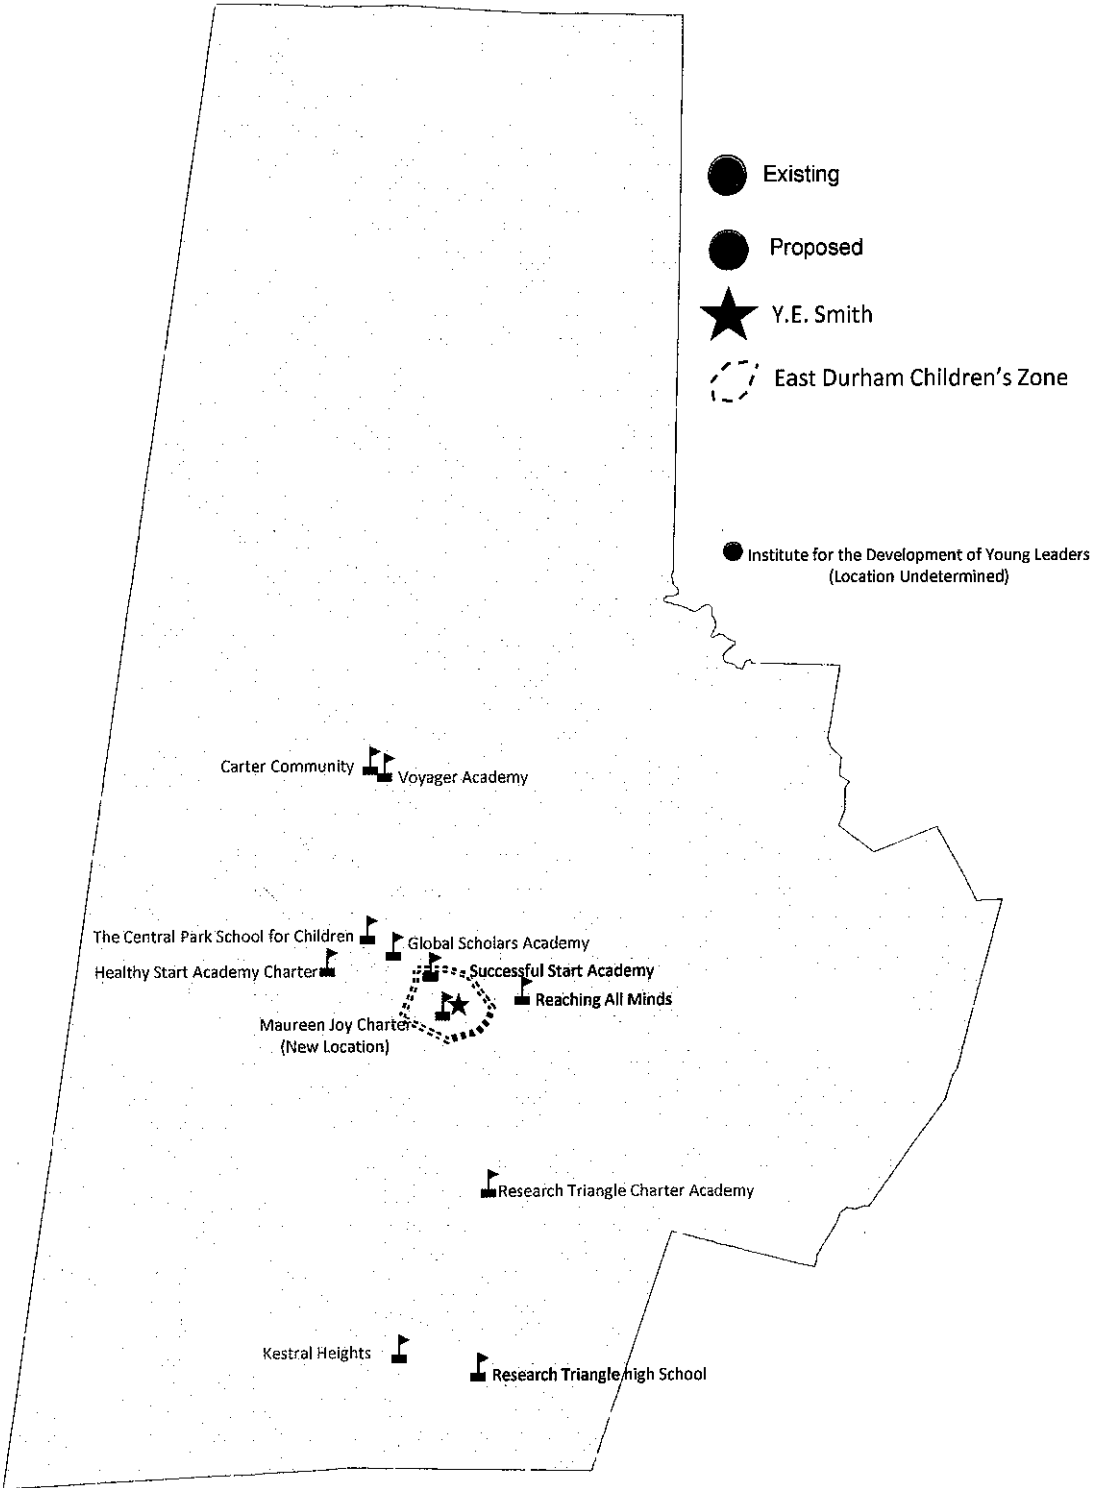 Existing
Proposed
Y.E. Smith
East Durham Children's Zone
Institute for the Development of Young Leaders
(Location Undetermined)
Carter Community
Voyager Academy
The Central Park School for Children
Global Scholars Academy
Healthy Start Academy Charter
Successful Start Academy
Reaching All Minds
Maureen Joy Charter
(New Location)
Research Triangle Charter Academy
Kestral Heights
Research Triangle high School